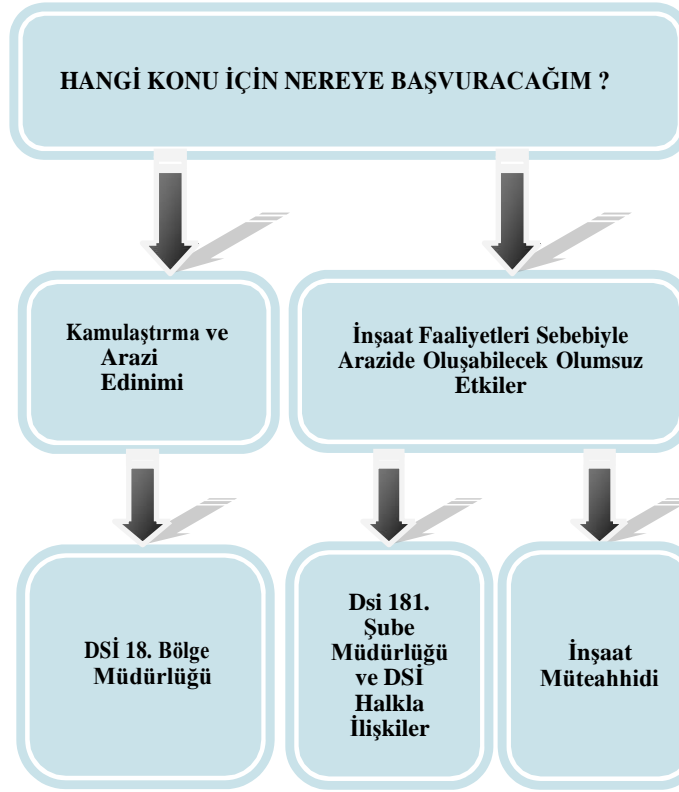 HANGİ KONU İÇİN NEREYE BAŞVURACAĞIM ?
Kamulaştırma ve
Arazi
Edinimi
İnşaat Faaliyetleri Sebebiyle
Arazide Oluşabilecek Olumsuz
Etkiler
DSİ 18. Bölge
Müdürlüğü
Dsi 181.
Şube
Müdürlüğü
ve DSİ
Halkla
İlişkiler
İnşaat
Müteahhidi